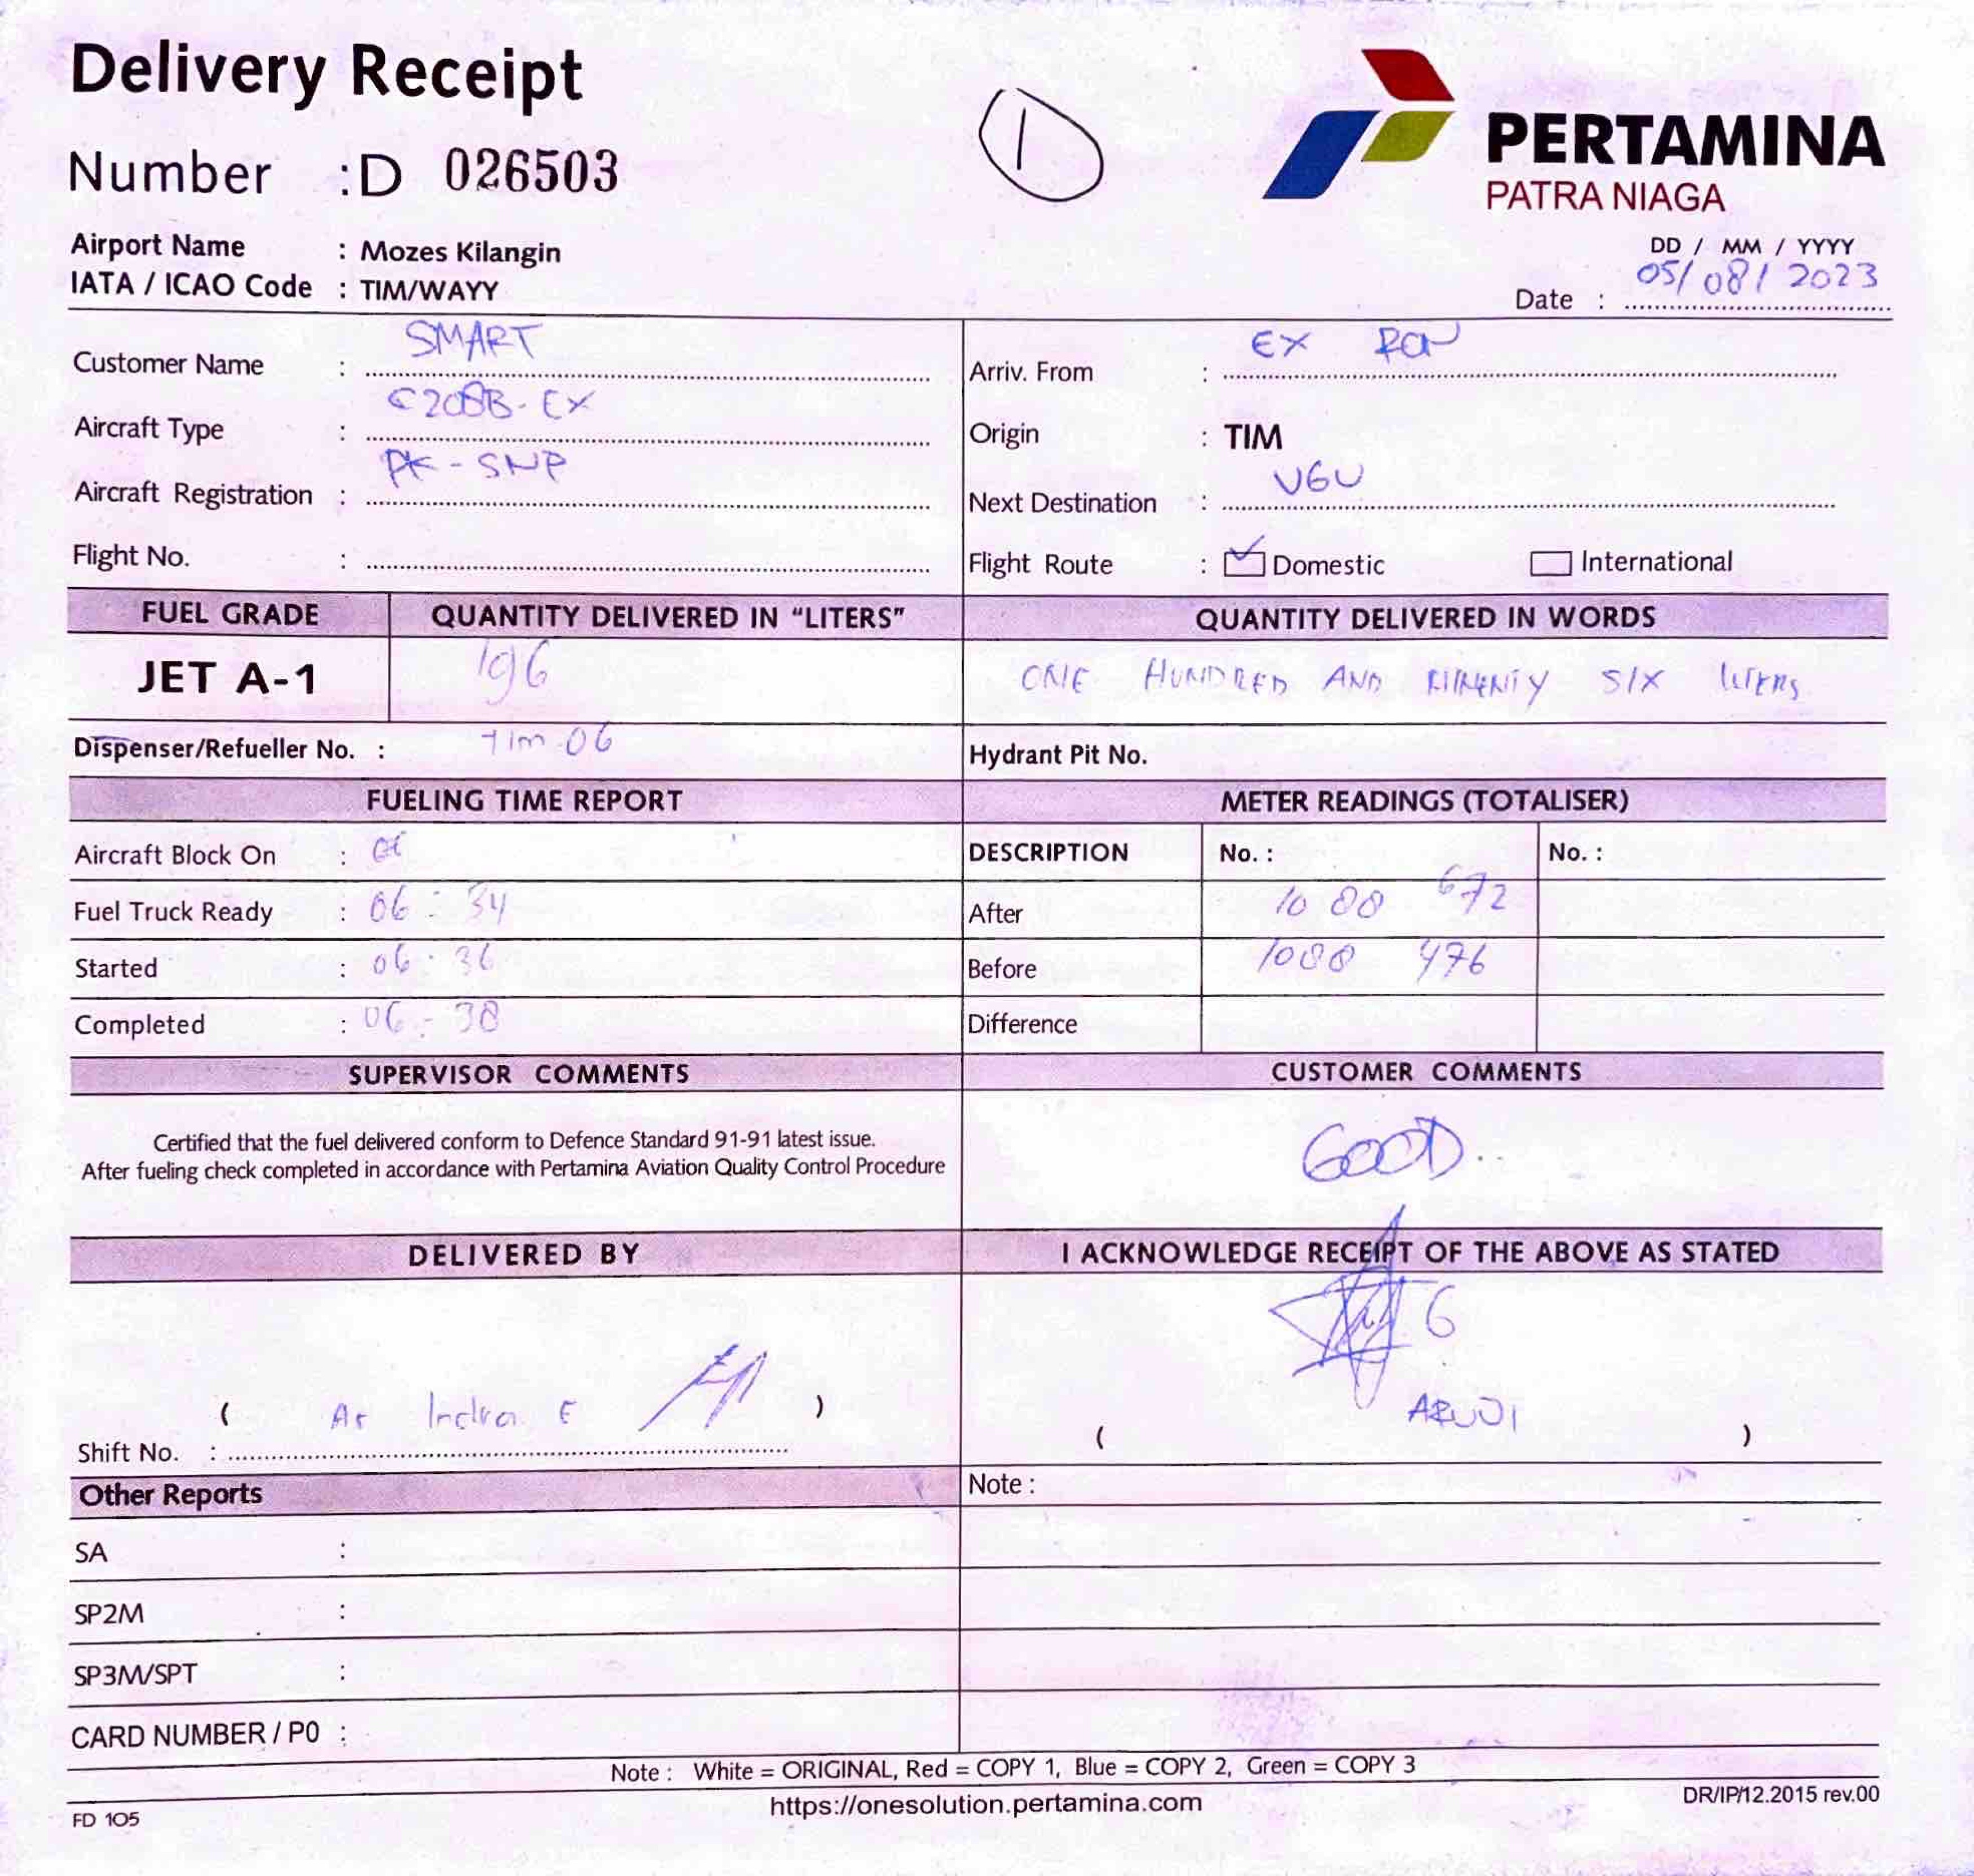 Delivery Receipt
Number :D 026503
1
PERTAMINA
PATRA NIAGA
Airport Name : Mozes Kilangin
IATA / ICAO Code : TIM/WAYY
DD / MM / YYYY
Date : 05/08/2023
Customer Name : SMART
Aircraft Type : C208B-EX
Aircraft Registration : PK-SNP
Flight No. :
Arriv. From : EX
Origin : TIM
Next Destination : UGU
Flight Route : Domestic International
FUEL GRADE QUANTITY DELIVERED IN “LITERS” QUANTITY DELIVERED IN WORDS
JET A-1 196 ONE HUNDRED AND SIX LITERS
Dispenser/Refueller No. : TIM-06 Hydrant Pit No.
FUELING TIME REPORT METER READINGS (TOTALISER)
Aircraft Block On : DESCRIPTION No. : No. :
Fuel Truck Ready : 06 : 34 After 1088 672
Started : 06 : 36 Before 1088 476
Completed : 06 - 38 Difference
SUPERVISOR COMMENTS CUSTOMER COMMENTS
Certified that the fuel delivered conform to Defence Standard 91-91 latest issue.
After fueling check completed in accordance with Pertamina Aviation Quality Control Procedure
GOOD.
DELIVERED BY I ACKNOWLEDGE RECEIPT OF THE ABOVE AS STATED
( Indra E )
Shift No. :
( )
Other Reports Note :
SA :
SP2M :
SP3M/SPT :
CARD NUMBER / PO :
Note : White = ORIGINAL, Red = COPY 1, Blue = COPY 2, Green = COPY 3
https://onesolution.pertamina.com
FD 105
DR/IP/12.2015 rev.00